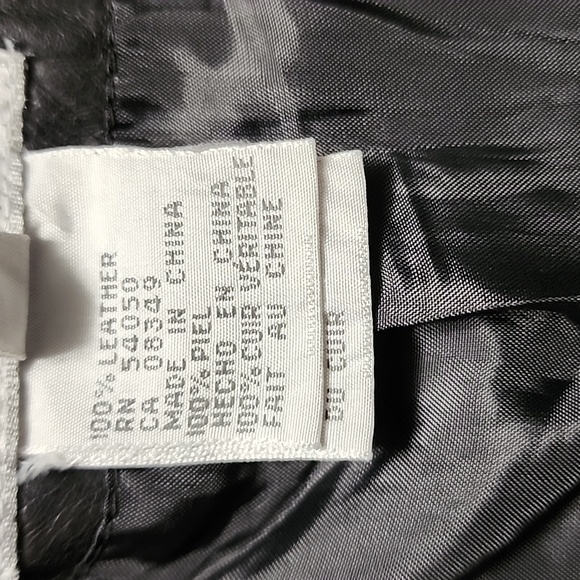 100% LEATHER
RN 54050
CA 08349
MADE IN CHINA
100% PIEL
HECHO EN CHINA
100% CUIR VERITABLE
FAIT AU CHINE
DU CUIR